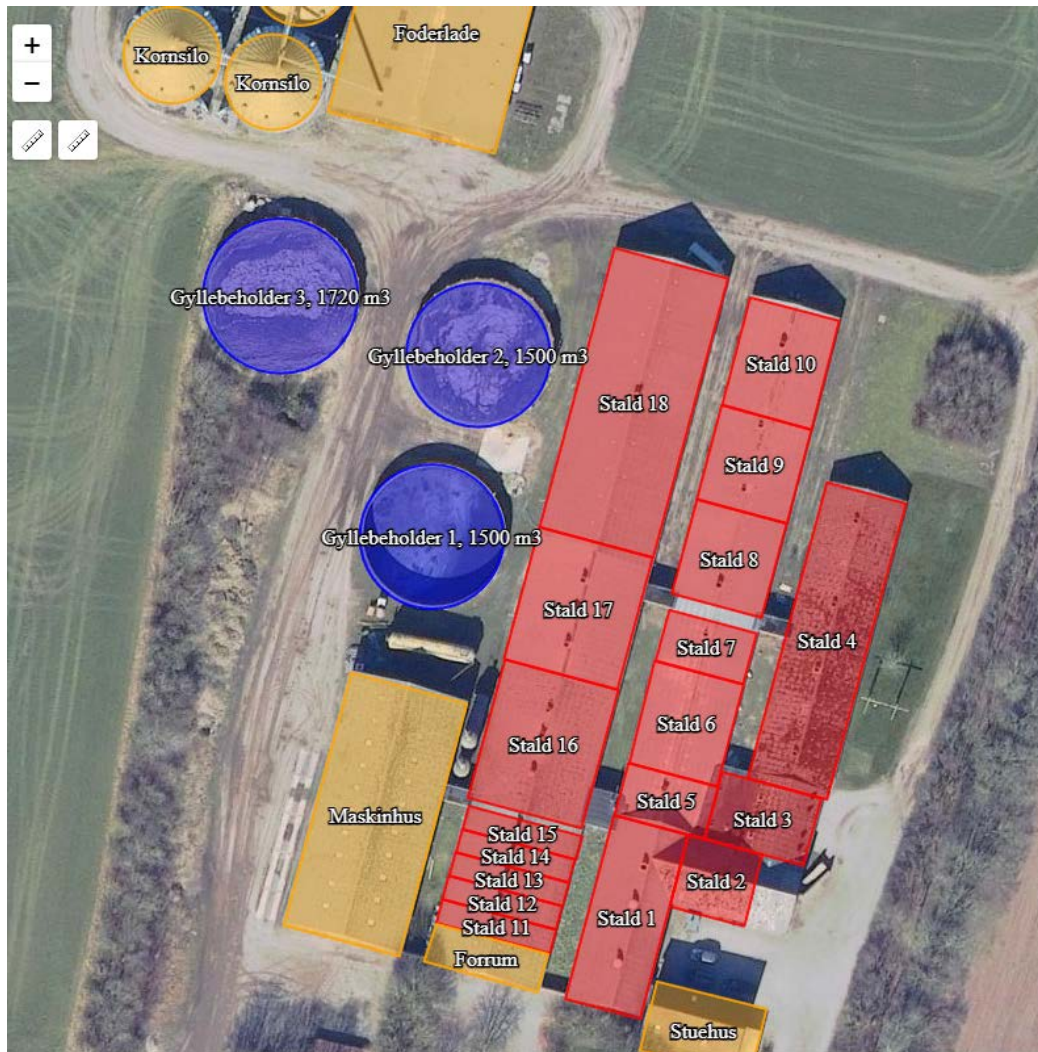 Foderlade
+
Kornsilo
Kornsilo
−
Gyllebeholder 3, 1720 m3
Gyllebeholder 2, 1500 m3
Stald 10
Stald 18
Stald 9
Gyllebeholder 1, 1500 m3
Stald 8
Stald 17
Stald 7
Stald 4
Stald 6
Stald 16
Stald 5
Maskinhus
Stald 3
Stald 15
Stald 14
Stald 13
Stald 2
Stald 12
Stald 1
Stald 11
Forrum
Stuehus